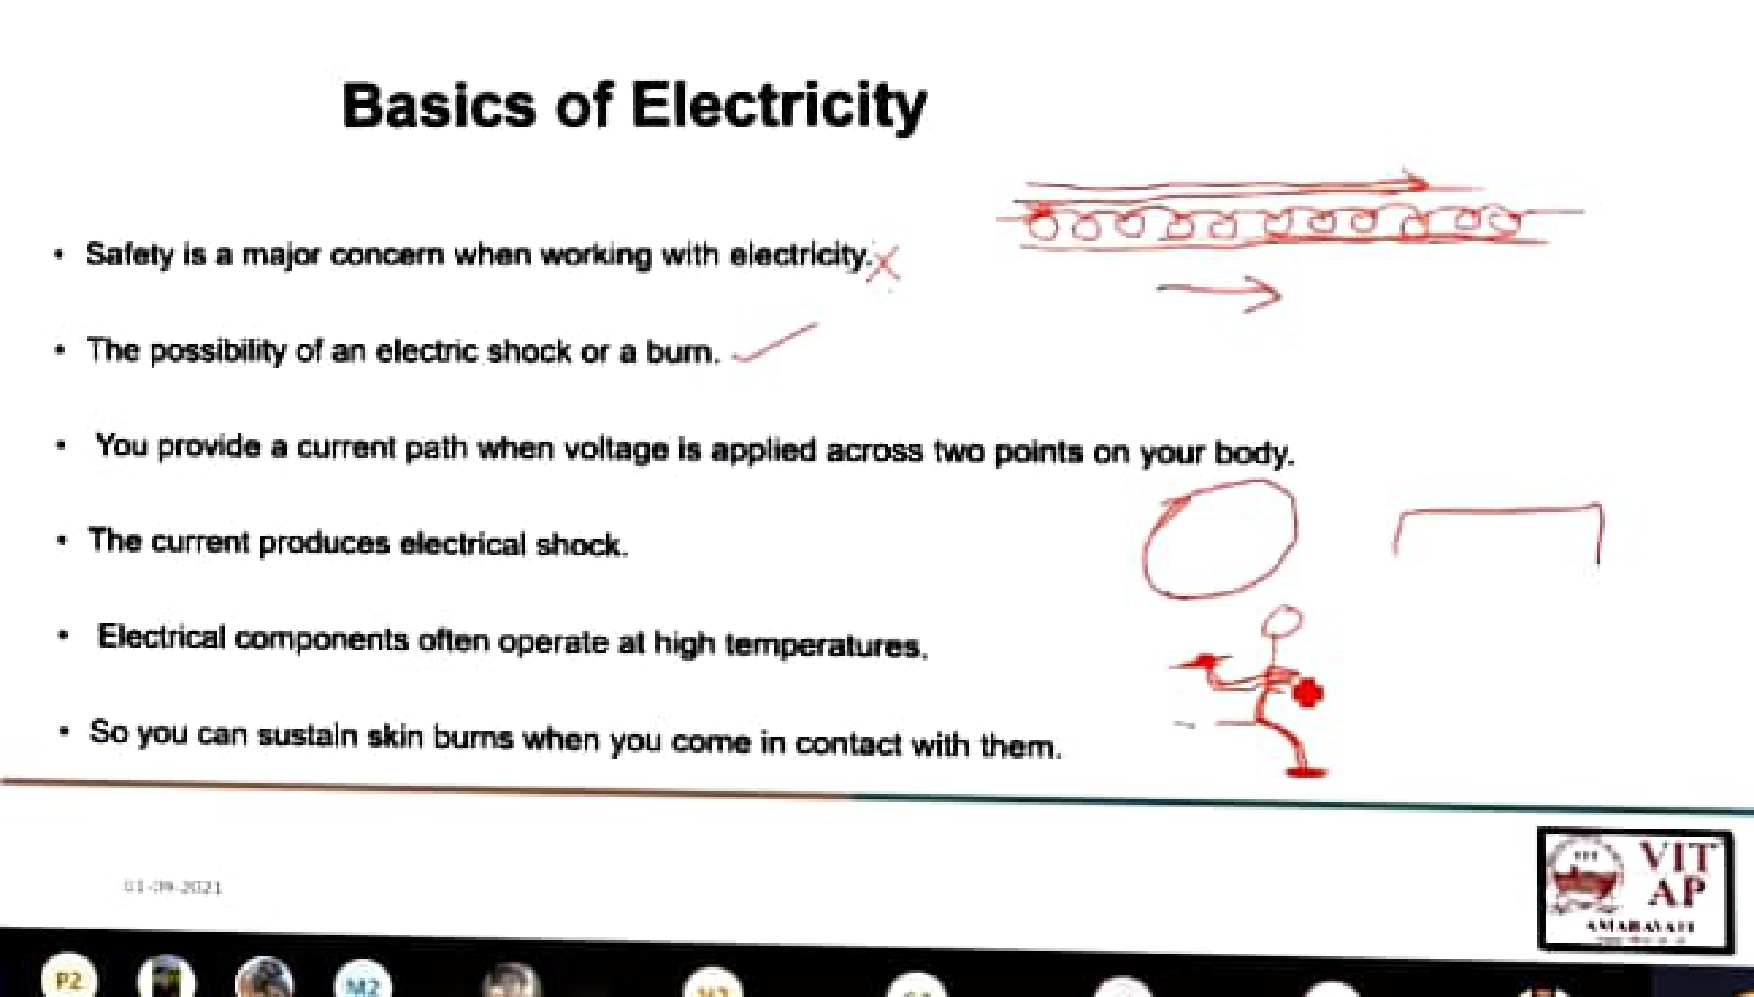 Basics of Electricity
• Safety is a major concern when working with electricity.
• The possibility of an electric shock or a burn.
• You provide a current path when voltage is applied across two points on your body.
• The current produces electrical shock.
• Electrical components often operate at high temperatures.
• So you can sustain skin burns when you come in contact with them.
01-09-2021
VIT
AP
AMARAVATI
P2
M2